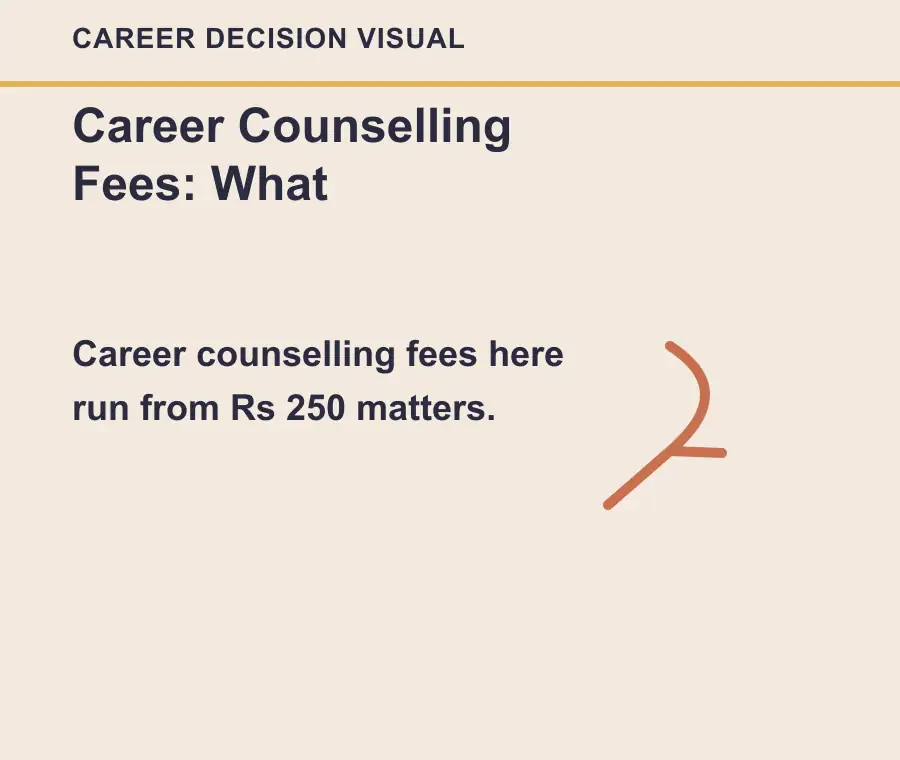 CAREER DECISION VISUAL
Career Counselling
Fees: What
Career counselling fees here
run from Rs 250 matters.